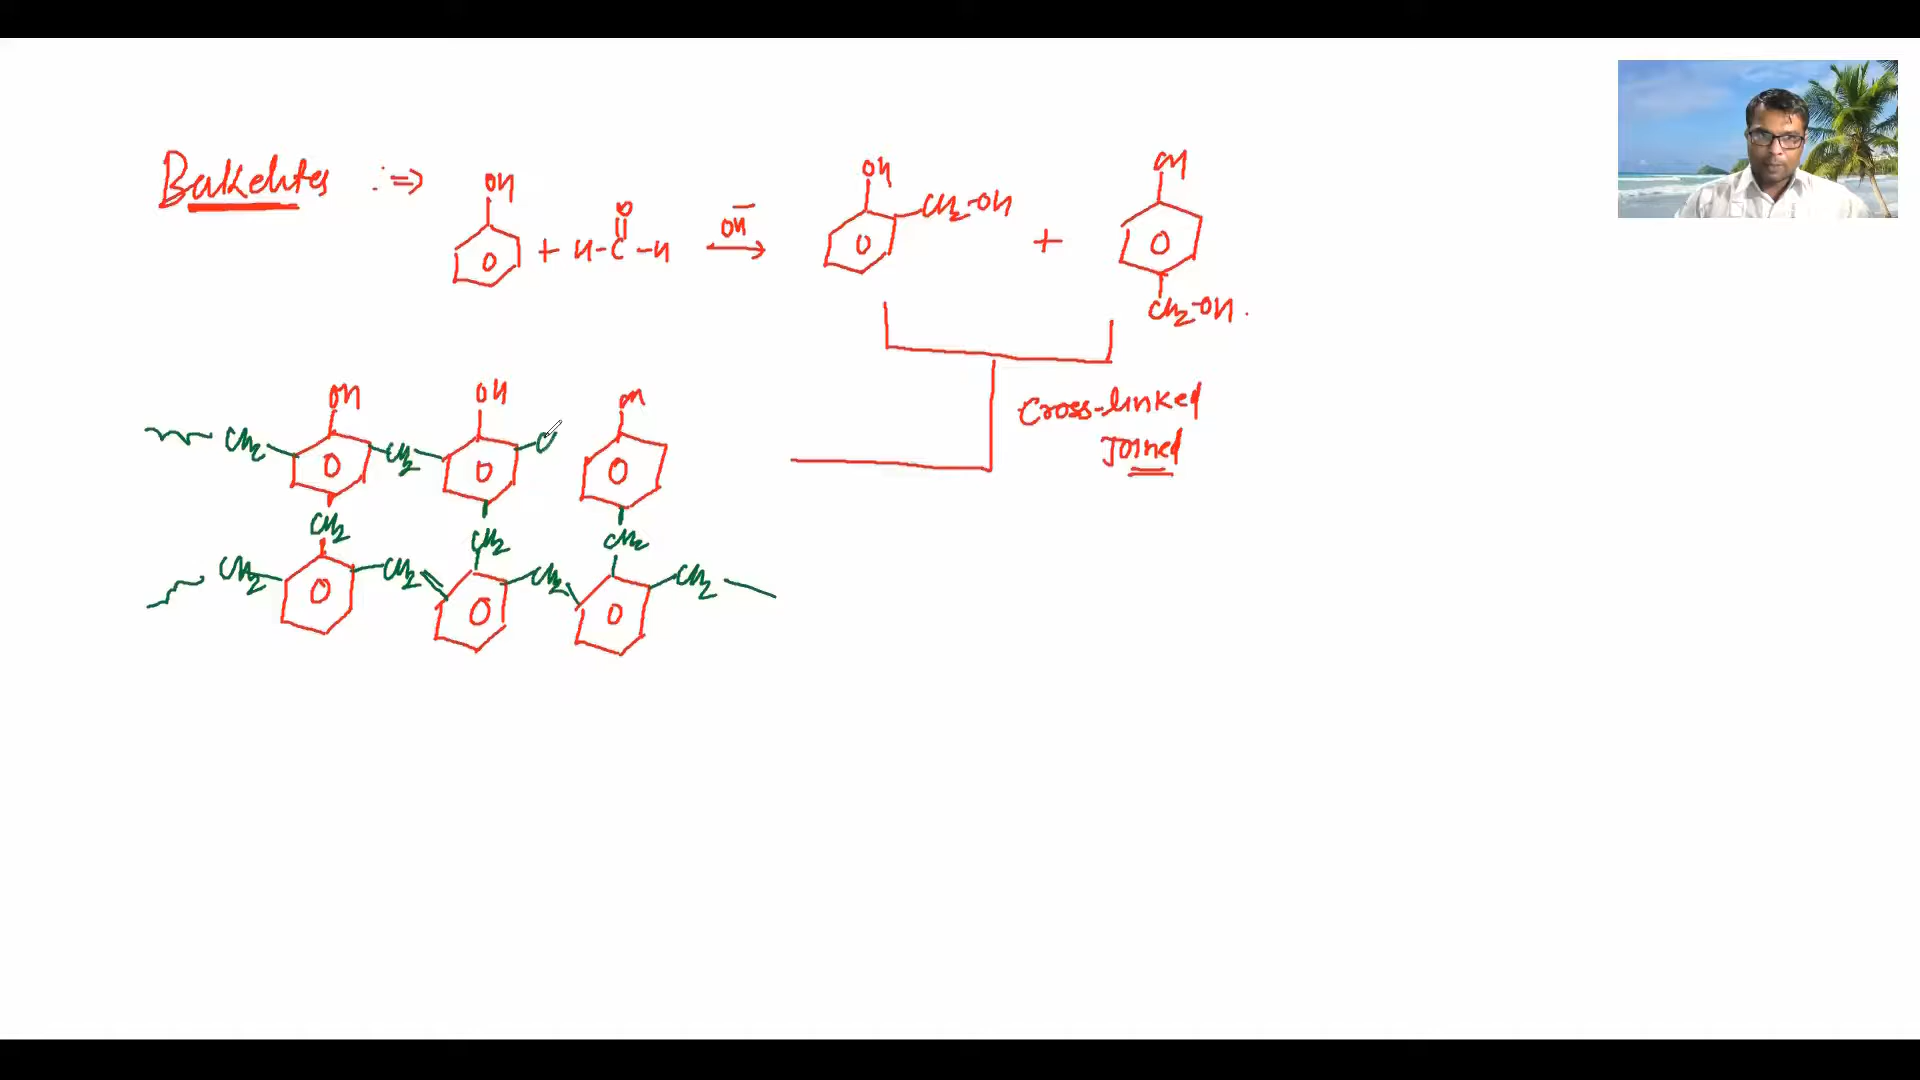 Bakelites :⇒
OH
O
+ H-C-H
OH⁻
OH
CH2-OH
+
OH
CH2-OH.
Cross-linked
Joined
OH OH OH
CH2 CH2 C
CH2 CH2 CH2
CH2 CH2 CH2 CH2